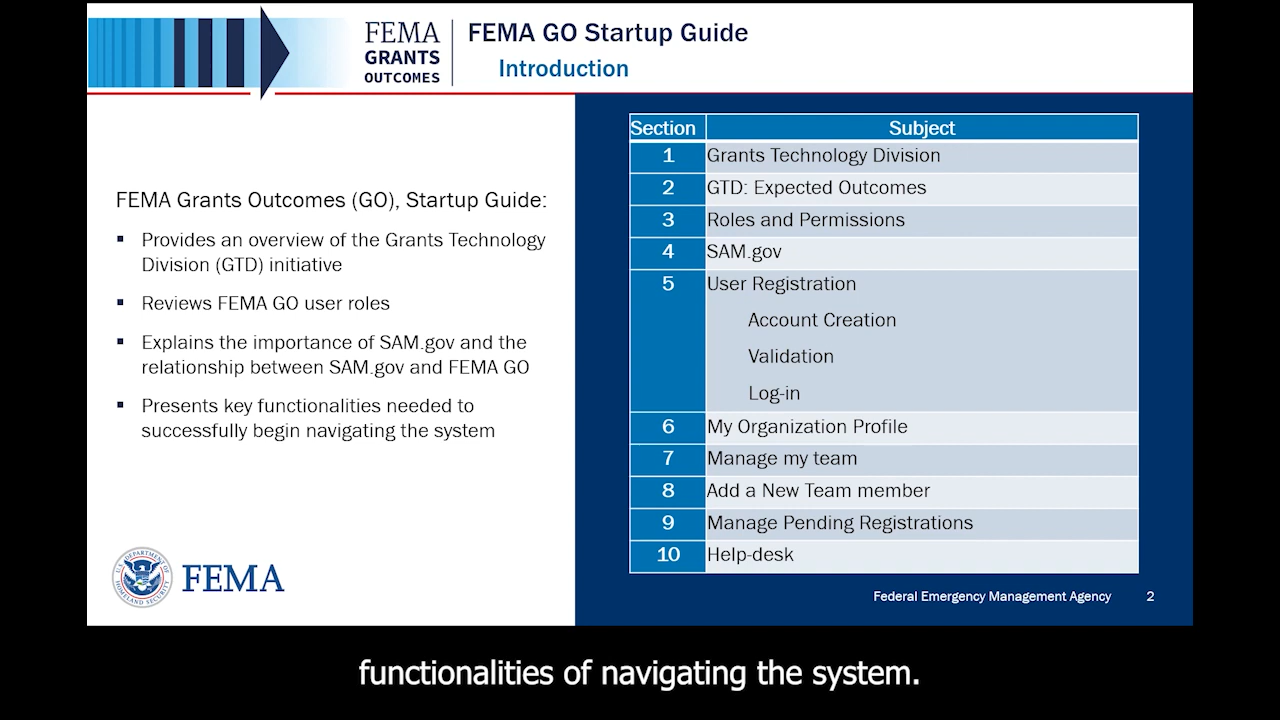 FEMA
GRANTS
OUTCOMES
FEMA GO Startup Guide
Introduction
FEMA Grants Outcomes (GO), Startup Guide:
▪ Provides an overview of the Grants Technology
Division (GTD) initiative
▪ Reviews FEMA GO user roles
▪ Explains the importance of SAM.gov and the
relationship between SAM.gov and FEMA GO
▪ Presents key functionalities needed to
successfully begin navigating the system
Section Subject
1 Grants Technology Division
2 GTD: Expected Outcomes
3 Roles and Permissions
4 SAM.gov
5 User Registration
Account Creation
Validation
Log-in
6 My Organization Profile
7 Manage my team
8 Add a New Team member
9 Manage Pending Registrations
10 Help-desk
U.S. DEPARTMENT OF
HOMELAND SECURITY
FEMA
Federal Emergency Management Agency 2
functionalities of navigating the system.